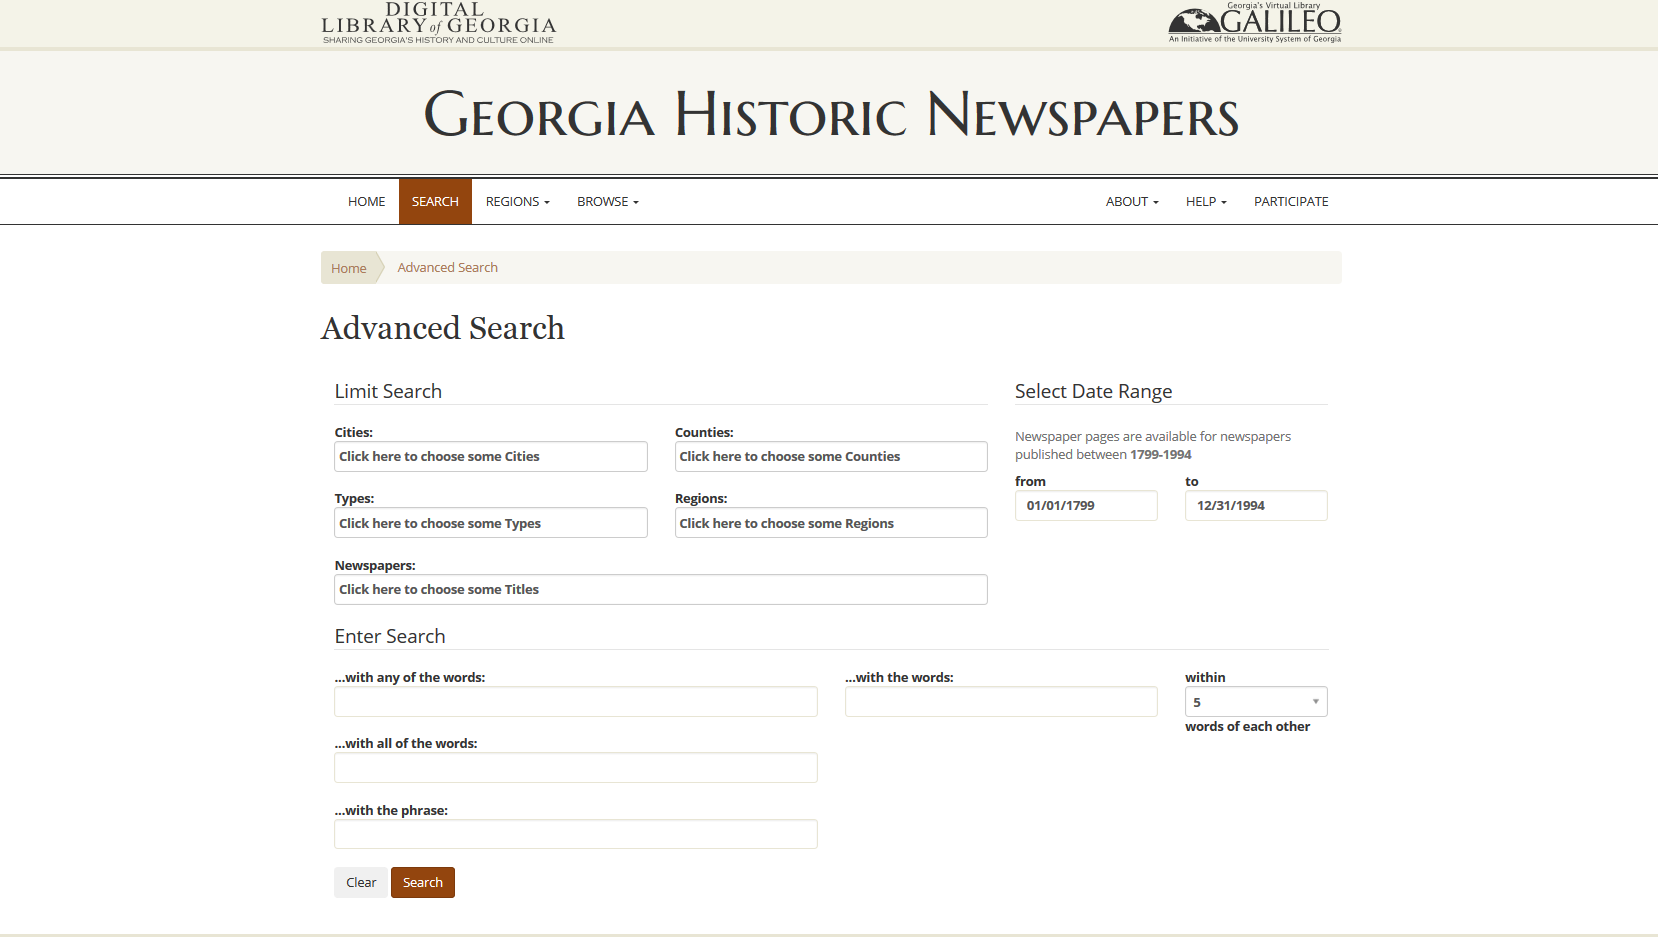 DIGITAL
LIBRARY of GEORGIA
SHARING GEORGIA'S HISTORY AND CULTURE ONLINE
Georgia's Virtual Library
GALILEO
An Initiative of the University System of Georgia
GEORGIA HISTORIC NEWSPAPERS
HOME SEARCH REGIONS BROWSE ABOUT HELP PARTICIPATE
Home Advanced Search
Advanced Search
Limit Search
Cities: Counties:
Click here to choose some Cities Click here to choose some Counties
Types: Regions:
Click here to choose some Types Click here to choose some Regions
Newspapers:
Click here to choose some Titles
Select Date Range
Newspaper pages are available for newspapers
published between 1799-1994
from to
01/01/1799 12/31/1994
Enter Search
...with any of the words: ...with the words: within
5
words of each other
...with all of the words:
...with the phrase:
Clear Search